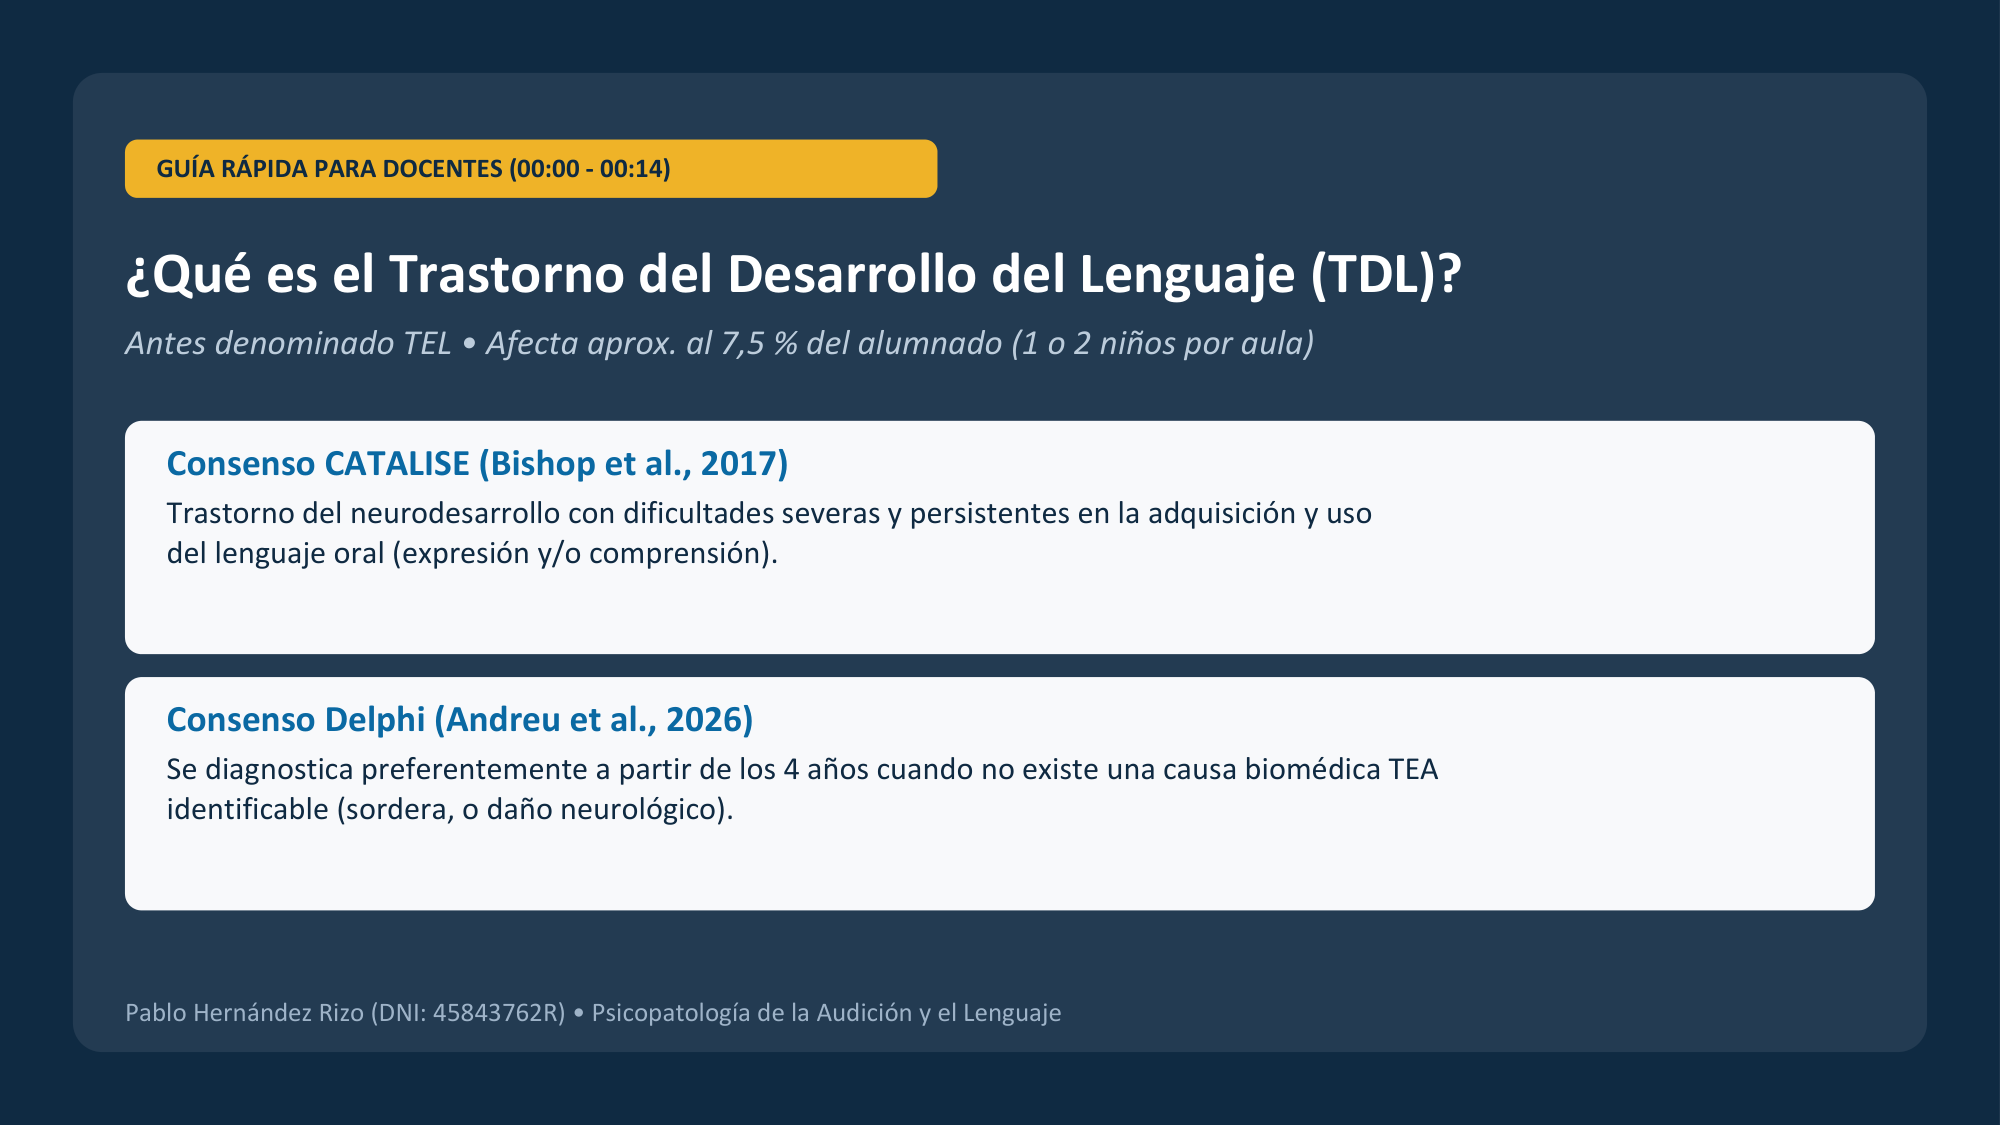 GUÍA RÁPIDA PARA DOCENTES (00:00 - 00:14)
¿Qué es el Trastorno del Desarrollo del Lenguaje (TDL)?
Antes denominado TEL • Afecta aprox. al 7,5 % del alumnado (1 o 2 niños por aula)
Consenso CATALISE (Bishop et al., 2017)
Trastorno del neurodesarrollo con dificultades severas y persistentes en la adquisición y uso
del lenguaje oral (expresión y/o comprensión).
Consenso Delphi (Andreu et al., 2026)
Se diagnostica preferentemente a partir de los 4 años cuando no existe una causa biomédica TEA
identificable (sordera, o daño neurológico).
Pablo Hernández Rizo (DNI: 45843762R) • Psicopatología de la Audición y el Lenguaje